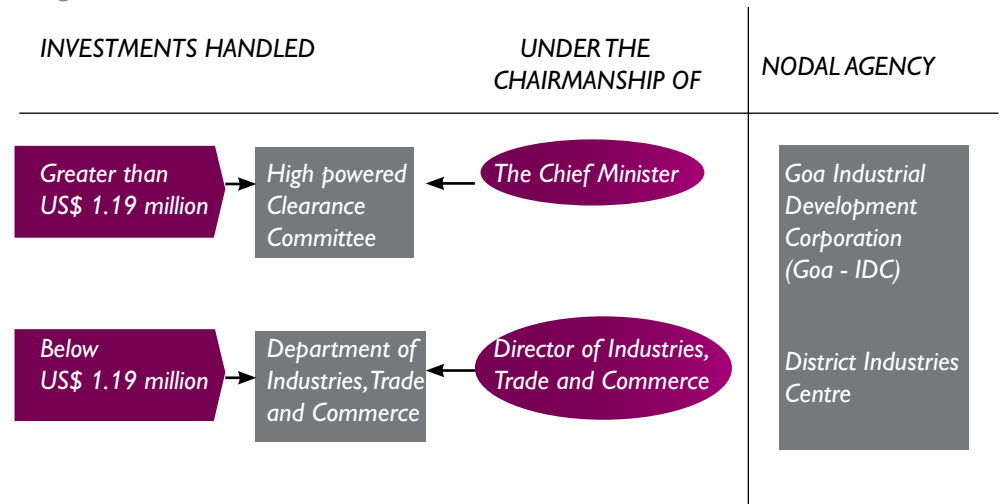 INVESTMENTS HANDLED
UNDER THE
CHAIRMANSHIP OF
NODAL AGENCY
Greater than
US$ 1.19 million
High powered
Clearance
Committee
The Chief Minister
Goa Industrial
Development
Corporation
(Goa - IDC)
Below
US$ 1.19 million
Department of
Industries, Trade
and Commerce
Director of Industries,
Trade and Commerce
District Industries
Centre